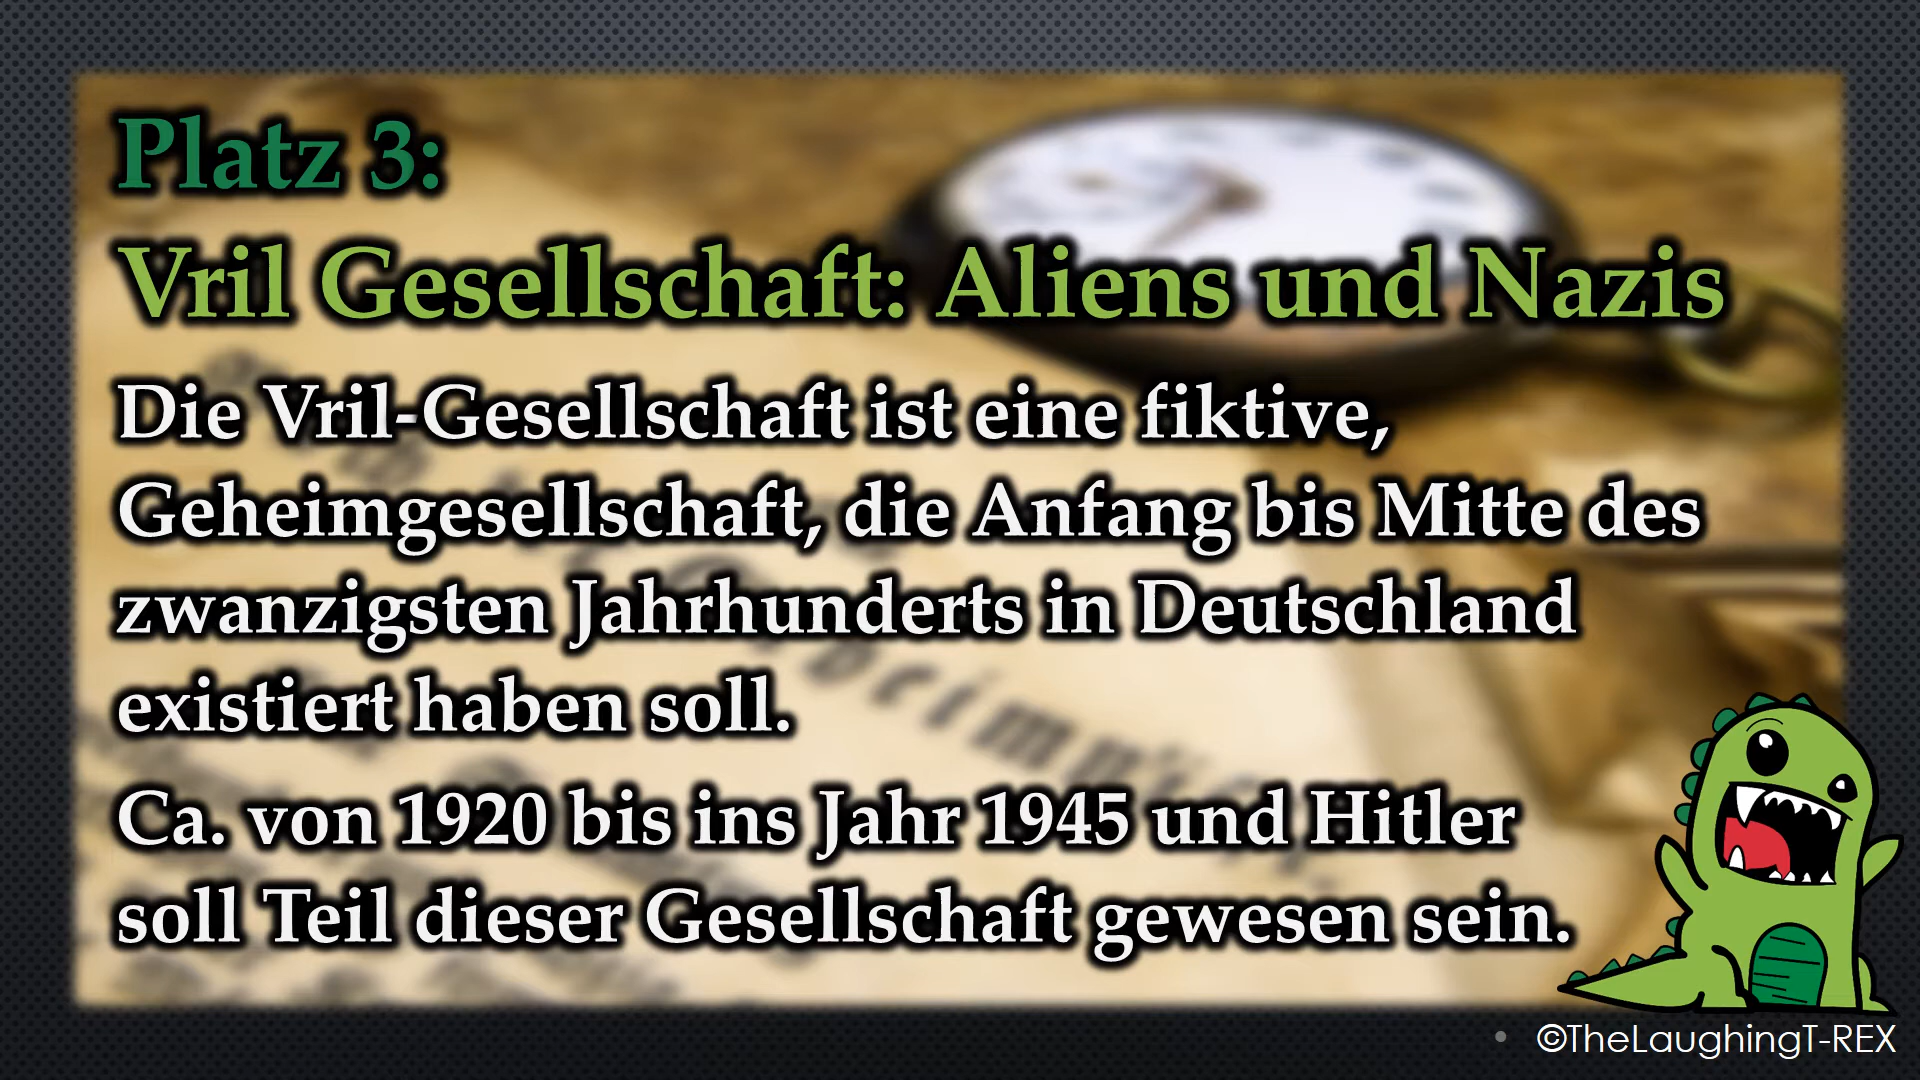 Platz 3:
Vril Gesellschaft: Aliens und Nazis
Die Vril-Gesellschaft ist eine fiktive,
Geheimgesellschaft, die Anfang bis Mitte des
zwanzigsten Jahrhunderts in Deutschland
existiert haben soll.
Ca. von 1920 bis ins Jahr 1945 und Hitler
soll Teil dieser Gesellschaft gewesen sein.
• ©TheLaughingT-REX